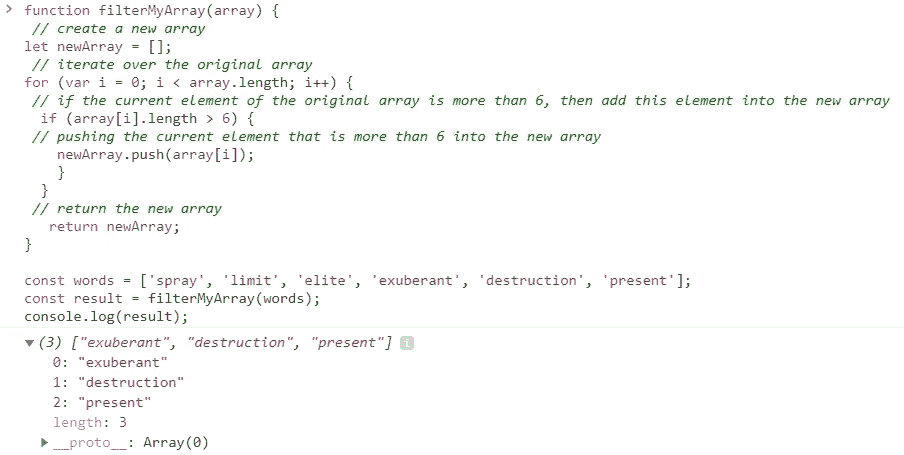 > function filterMyArray(array) {
// create a new array
let newArray = [];
// iterate over the original array
for (var i = 0; i < array.length; i++) {
// if the current element of the original array is more than 6, then add this element into the new array
if (array[i].length > 6) {
// pushing the current element that is more than 6 into the new array
newArray.push(array[i]);
}
}
// return the new array
return newArray;
}
const words = ['spray', 'limit', 'elite', 'exuberant', 'destruction', 'present'];
const result = filterMyArray(words);
console.log(result);
▼(3) ["exuberant", "destruction", "present"] i
0: "exuberant"
1: "destruction"
2: "present"
length: 3
▶__proto__: Array(0)